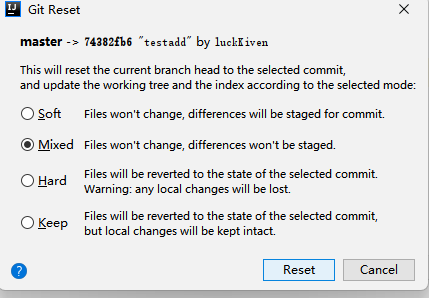 Git Reset
master -> 74382fb6 "testadd" by luckKiven
This will reset the current branch head to the selected commit,
and update the working tree and the index according to the selected mode:
Soft Files won't change, differences will be staged for commit.
Mixed Files won't change, differences won't be staged.
Hard Files will be reverted to the state of the selected commit.
Warning: any local changes will be lost.
Keep Files will be reverted to the state of the selected commit,
but local changes will be kept intact.
? Reset Cancel